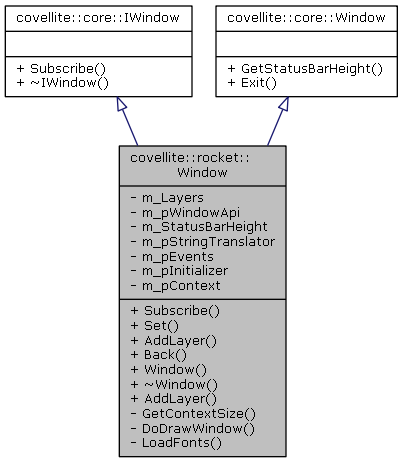 covellite::core::IWindow
+ Subscribe()
+ ~IWindow()
covellite::core::Window
+ GetStatusBarHeight()
+ Exit()
covellite::rocket::
Window
- m_Layers
- m_pWindowApi
- m_StatusBarHeight
- m_pStringTranslator
- m_pEvents
- m_pInitializer
- m_pContext
+ Subscribe()
+ Set()
+ AddLayer()
+ Back()
+ Window()
+ ~Window()
+ AddLayer()
- GetContextSize()
- DoDrawWindow()
- LoadFonts()